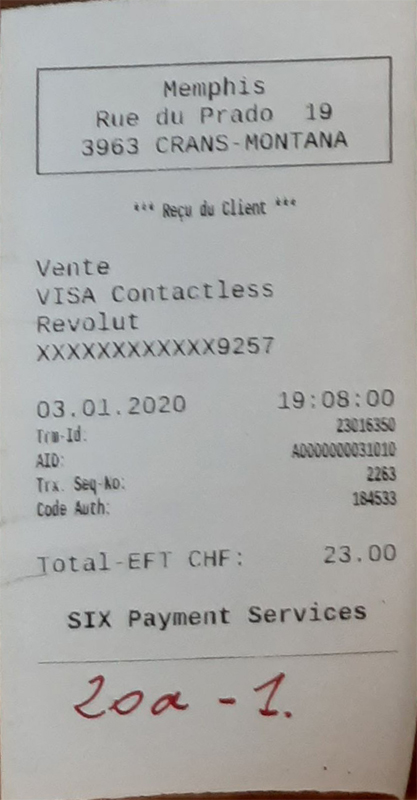 Memphis
Rue du Prado 19
3963 CRANS-MONTANA
*** Reçu du Client ***
Vente
VISA Contactless
Revolut
XXXXXXXXXXXX9257
03.01.2020 19:08:00
Trm-Id: 23016350
AID: A0000000031010
Trx. Seq-No: 2263
Code Auth: 184533
Total-EFT CHF: 23.00
SIX Payment Services
20a - 1.